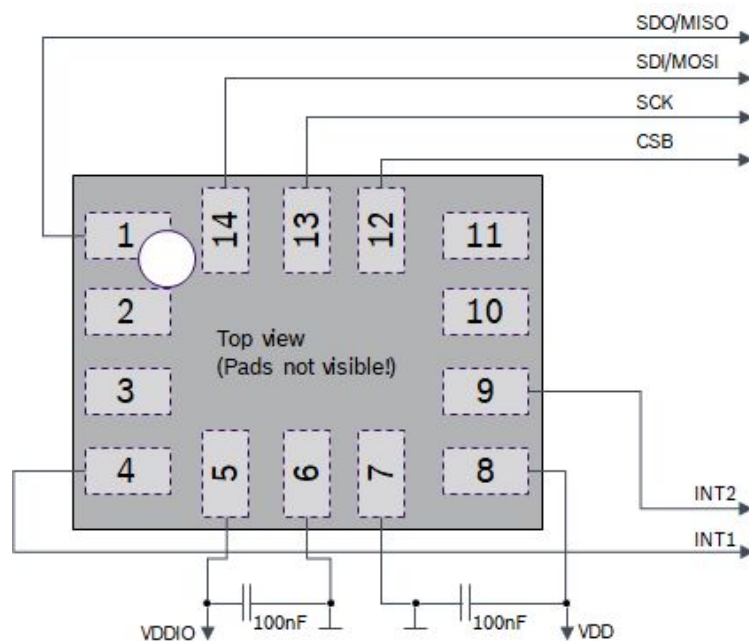 SDO/MISO
SDI/MOSI
SCK
CSB
1
14
13
12
11
2
10
Top view
(Pads not visible!)
3
9
4
5
6
7
8
INT2
INT1
100nF
100nF
VDDIO
VDD